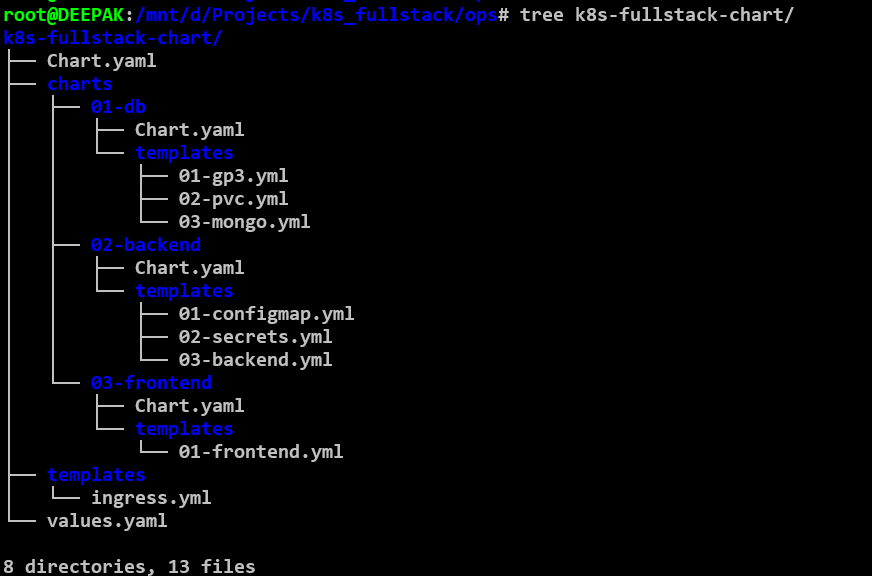 root@DEEPAK:/mnt/d/Projects/k8s_fullstack/ops# tree k8s-fullstack-chart/
k8s-fullstack-chart/
├── Chart.yaml
├── charts
│   ├── 01-db
│   │   ├── Chart.yaml
│   │   └── templates
│   │       ├── 01-gp3.yml
│   │       ├── 02-pvc.yml
│   │       └── 03-mongo.yml
│   ├── 02-backend
│   │   ├── Chart.yaml
│   │   └── templates
│   │       ├── 01-configmap.yml
│   │       ├── 02-secrets.yml
│   │       └── 03-backend.yml
│   └── 03-frontend
│       ├── Chart.yaml
│       └── templates
│           └── 01-frontend.yml
├── templates
│   └── ingress.yml
└── values.yaml

8 directories, 13 files